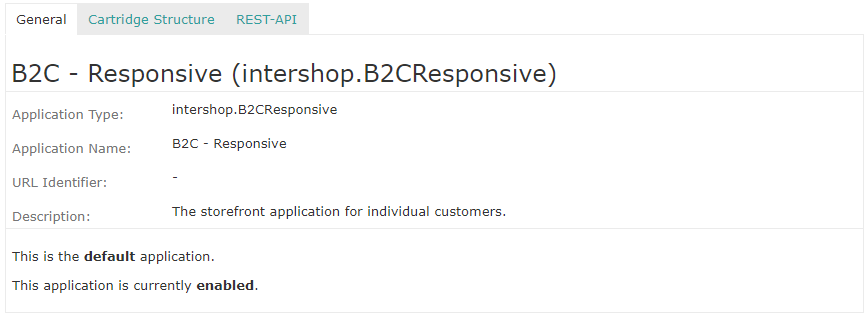 General Cartridge Structure REST-API
B2C - Responsive (intershop.B2CResponsive)
Application Type: intershop.B2CResponsive
Application Name: B2C - Responsive
URL Identifier: -
Description: The storefront application for individual customers.
This is the default application.
This application is currently enabled.